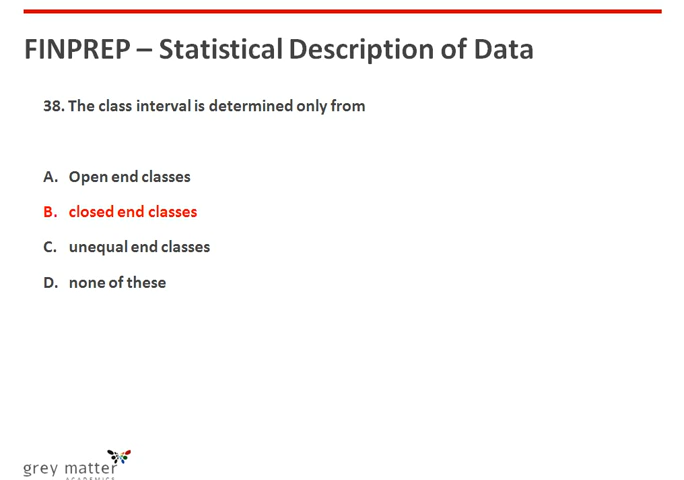 FINPREP – Statistical Description of Data
38. The class interval is determined only from
A. Open end classes
B. closed end classes
C. unequal end classes
D. none of these
grey matter
ACADEMICS